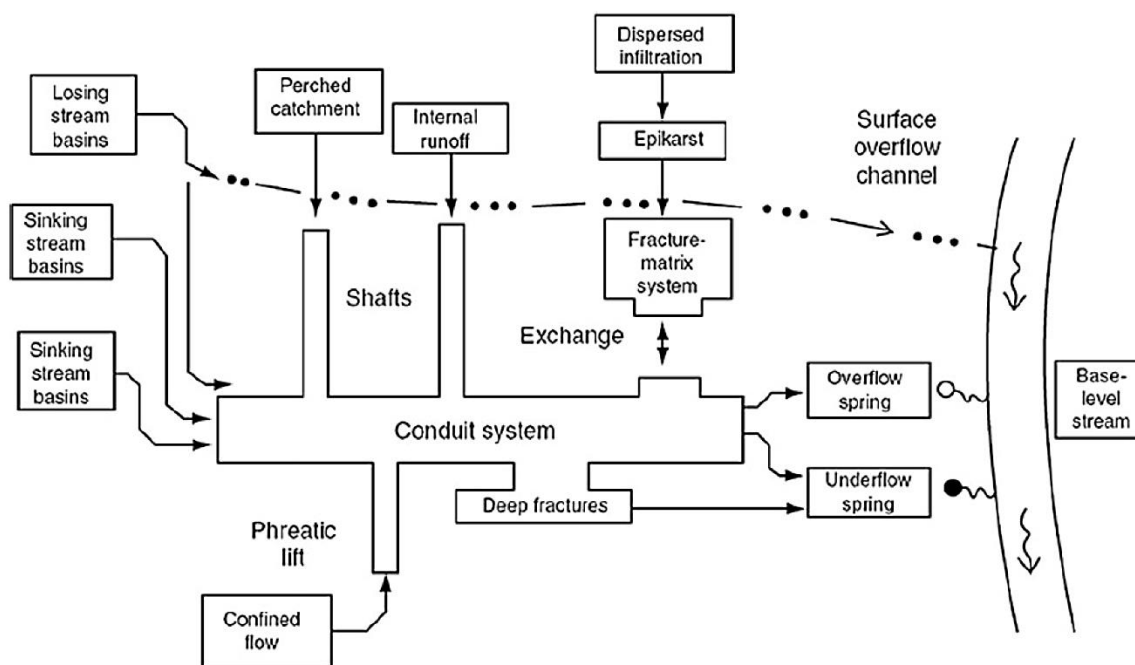 Dispersed
infiltration
Losing
stream
basins
Perched
catchment
Internal
runoff
Epikarst
Surface
overflow
channel
Sinking
stream
basins
Fracture-
matrix
system
Shafts
Exchange
Sinking
stream
basins
Overflow
spring
Base-
level
stream
Conduit system
Underflow
spring
Deep fractures
Phreatic
lift
Confined
flow